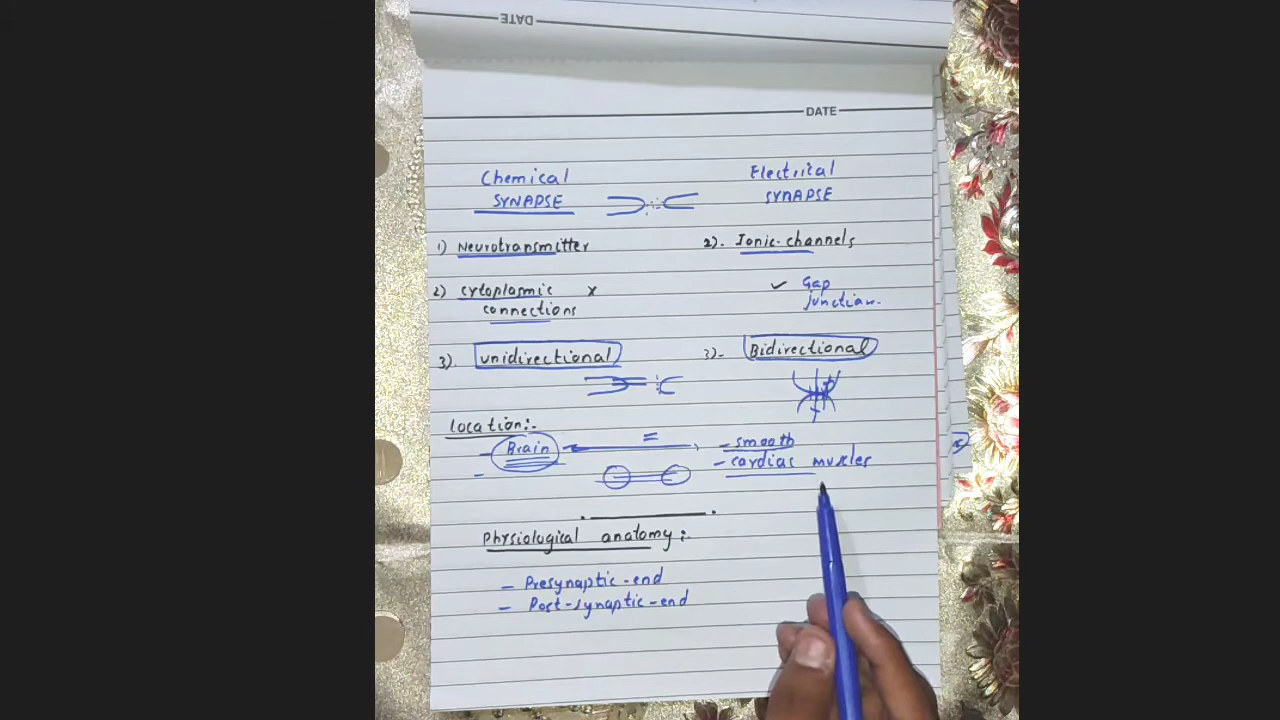 DATE
DATE
Chemical
SYNAPSE
Electrical
SYNAPSE
1) Neurotransmitter
2). Ionic channels
2) cytoplasmic x
connections
✓ Gap
junction.
3). unidirectional
3)- Bidirectional
Location:-
- Brain
-
- smooth
- cardiac muscles
Physiological anatomy:-
- Presynaptic-end
- Post-synaptic-end